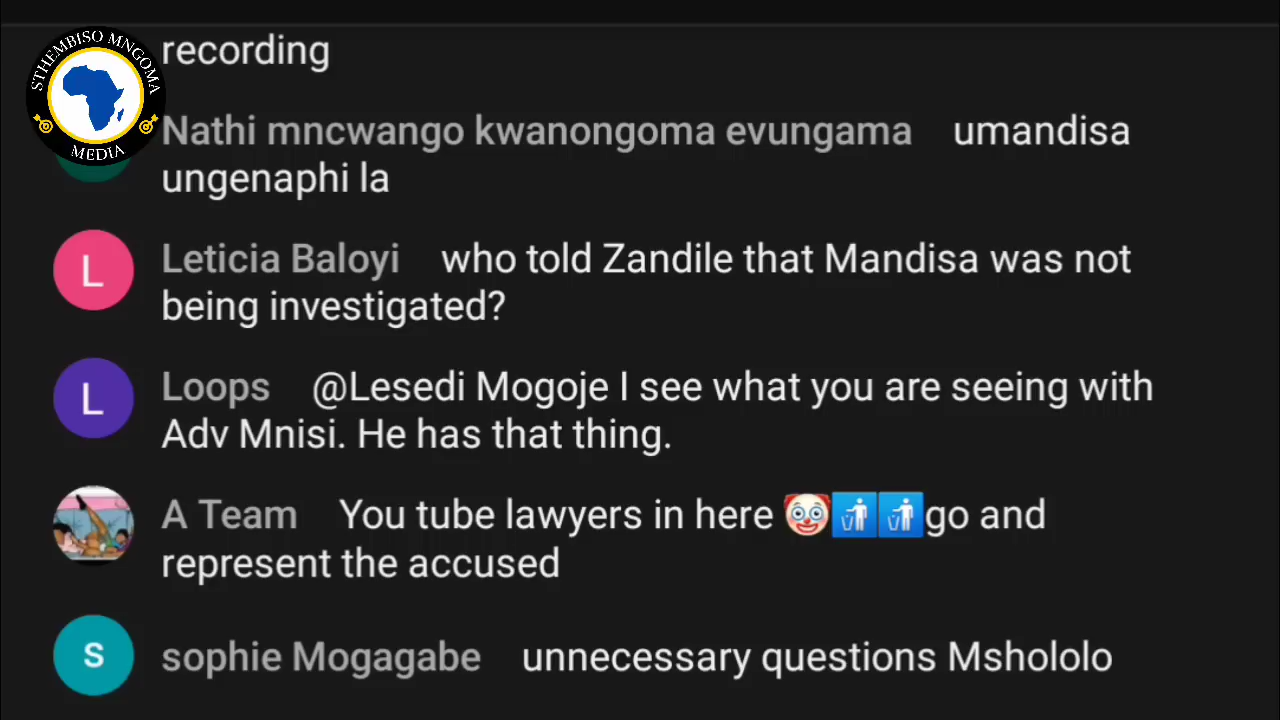 STHEMBISO MNGOMA
MEDIA
recording
Nathi mncwango kwanongoma evungama umandisa
ungenaphi la
L
Leticia Baloyi who told Zandile that Mandisa was not
being investigated?
L
Loops @Lesedi Mogoje I see what you are seeing with
Adv Mnisi. He has that thing.
A Team You tube lawyers in here 🤡🚮🚮go and
represent the accused
S
sophie Mogagabe unnecessary questions Mshololo